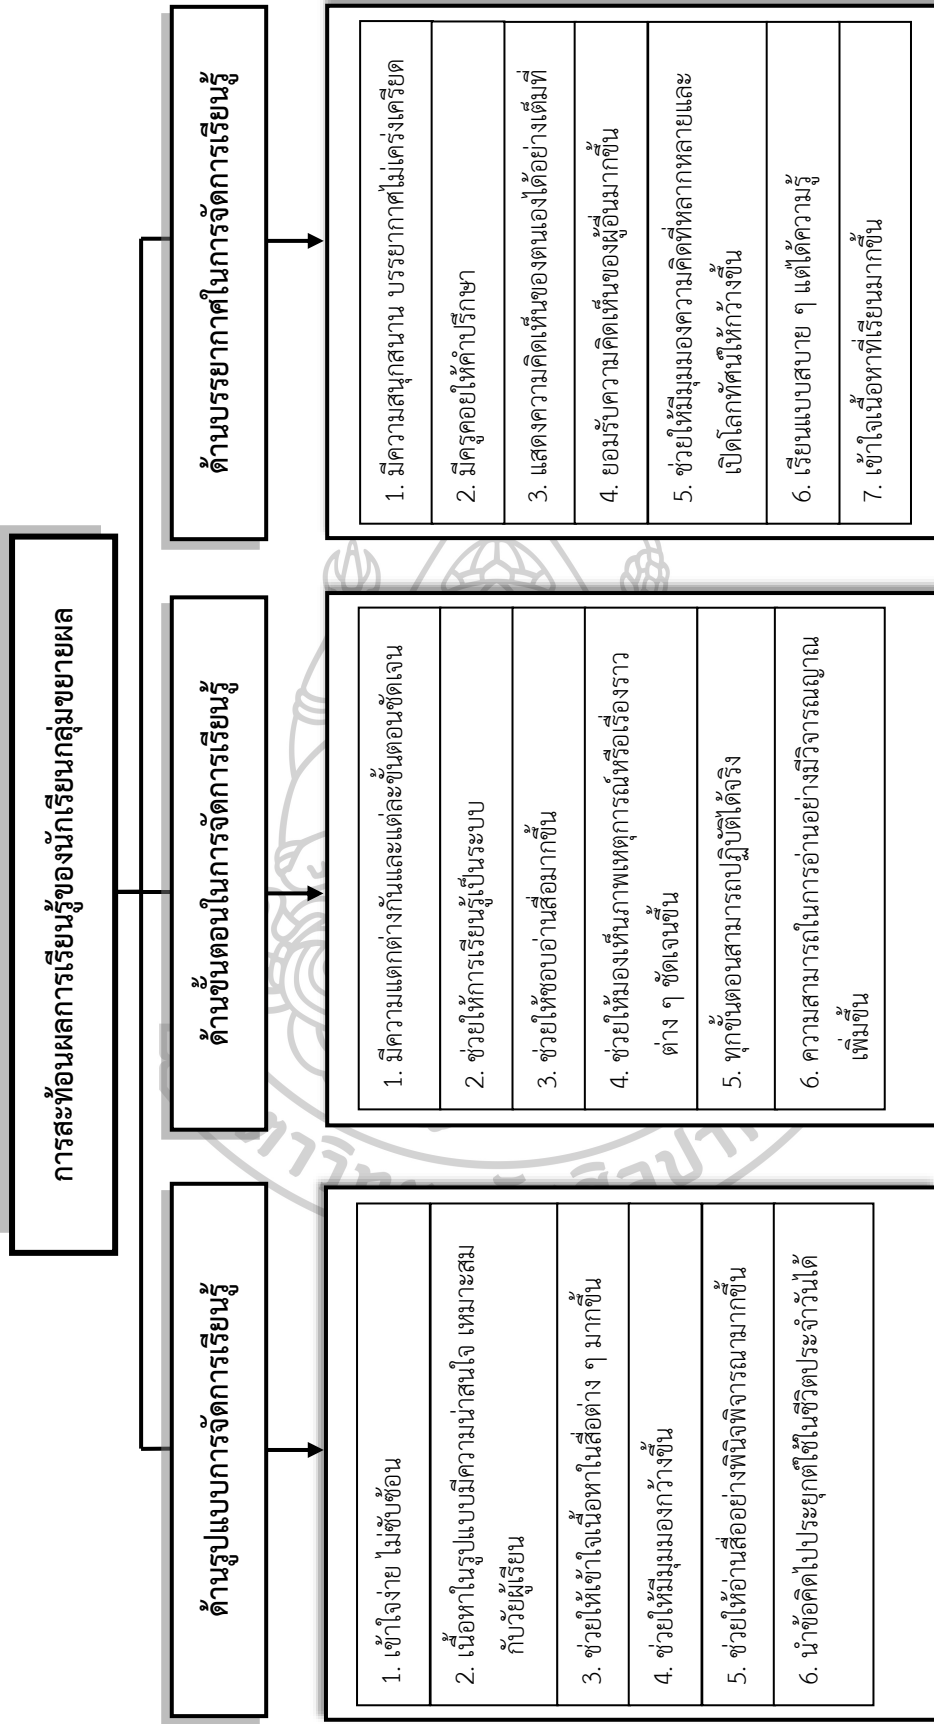 การสะท้อนผลการเรียนรู้ของนักเรียนกลุ่มขยายผล
ด้านรูปแบบการจัดการเรียนรู้
1. เข้าใจง่าย ไม่ซับซ้อน
2. เนื้อหาในรูปแบบมีความน่าสนใจ เหมาะสม
กับวัยผู้เรียน
3. ช่วยให้เข้าใจเนื้อหาในสื่อต่าง ๆ มากขึ้น
4. ช่วยให้มีมุมมองกว้างขึ้น
5. ช่วยให้อ่านสื่ออย่างพินิจพิจารณามากขึ้น
6. นำข้อคิดไปประยุกต์ใช้ในชีวิตประจำวันได้
ด้านขั้นตอนในการจัดการเรียนรู้
1. มีความแตกต่างกันและแต่ละขั้นตอนชัดเจน
2. ช่วยให้การเรียนรู้เป็นระบบ
3. ช่วยให้ชอบอ่านสื่อมากขึ้น
4. ช่วยให้มองเห็นภาพเหตุการณ์หรือเรื่องราว
ต่าง ๆ ชัดเจนขึ้น
5. ทุกขั้นตอนสามารถปฏิบัติได้จริง
6. ความสามารถในการอ่านอย่างมีวิจารณญาณ
เพิ่มขึ้น
ด้านบรรยากาศในการจัดการเรียนรู้
1. มีความสนุกสนาน บรรยากาศไม่เคร่งเครียด
2. มีครูคอยให้คำปรึกษา
3. แสดงความคิดเห็นของตนเองได้อย่างเต็มที่
4. ยอมรับความคิดเห็นของผู้อื่นมากขึ้น
5. ช่วยให้มีมุมมองความคิดที่หลากหลายและ
เปิดโลกทัศน์ให้กว้างขึ้น
6. เรียนแบบสบาย ๆ แต่ได้ความรู้
7. เข้าใจเนื้อหาที่เรียนมากขึ้น